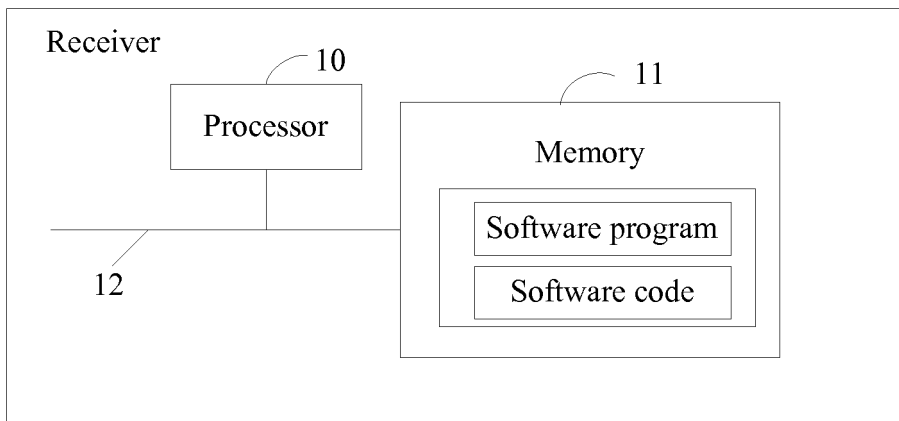 Receiver
10
Processor
11
Memory
Software program
Software code
12